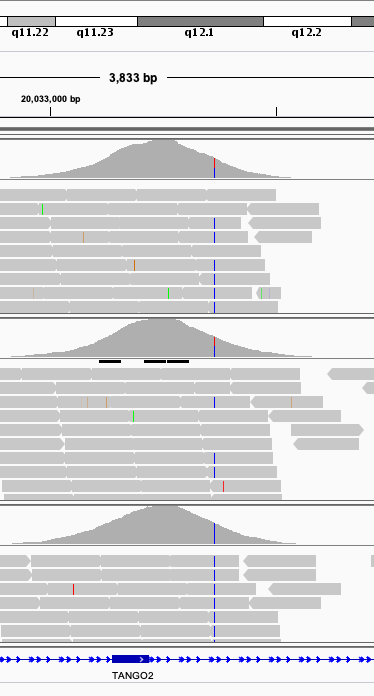 q11.22 q11.23 q12.1 q12.2
3,833 bp
20,033,000 bp
TANGO2